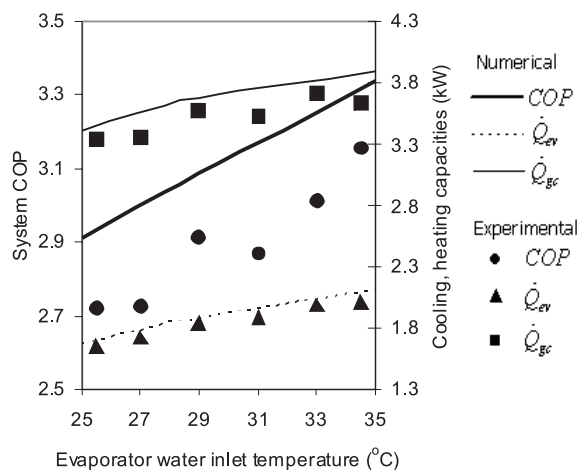 3.5
3.3
3.1
2.9
2.7
2.5
System COP
4.3
3.8
3.3
2.8
2.3
1.8
1.3
Cooling, heating capacities (kW)
25 27 29 31 33 35
Evaporator water inlet temperature (°C)
Numerical
COP
Q̇ev
Q̇gc
Experimental
COP
Q̇ev
Q̇gc